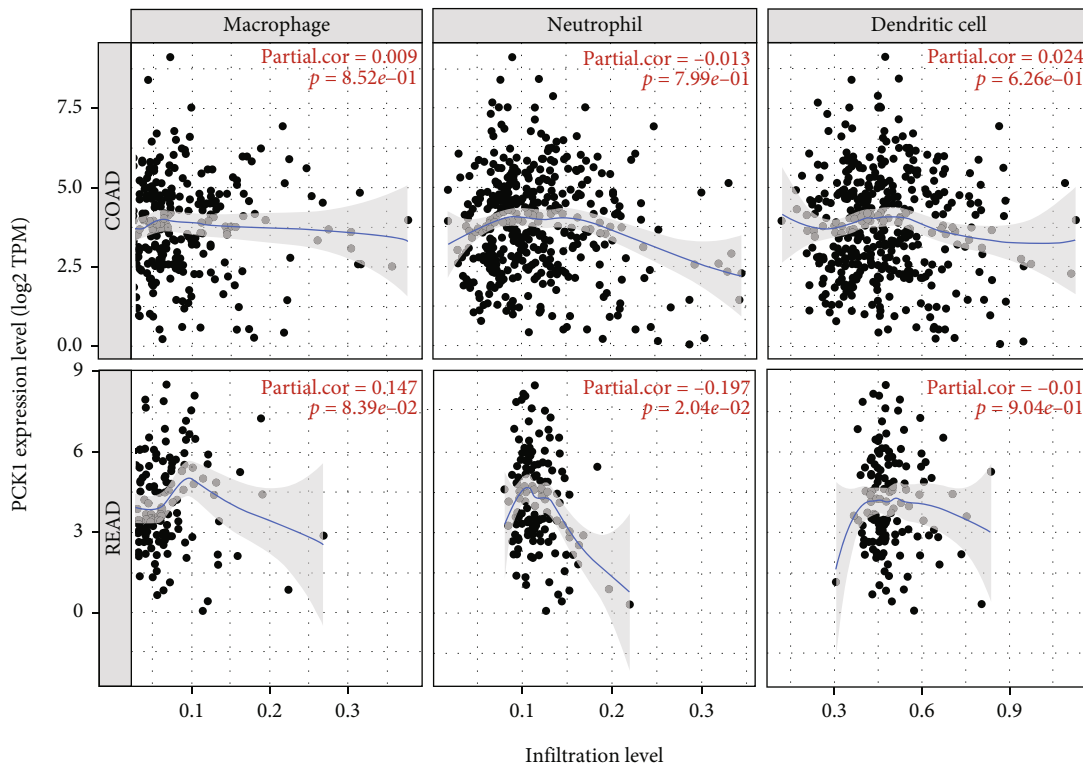 Macrophage
Neutrophil
Dendritic cell
PCK1 expression level (log2 TPM)
COAD
7.5
5.0
2.5
0.0
Partial.cor = 0.009
p = 8.52e–01
Partial.cor = –0.013
p = 7.99e–01
Partial.cor = 0.024
p = 6.26e–01
READ
9
6
3
0
Partial.cor = 0.147
p = 8.39e–02
Partial.cor = –0.197
p = 2.04e–02
Partial.cor = –0.01
p = 9.04e–01
0.1 0.2 0.3
0.1 0.2 0.3
0.3 0.6 0.9
Infiltration level